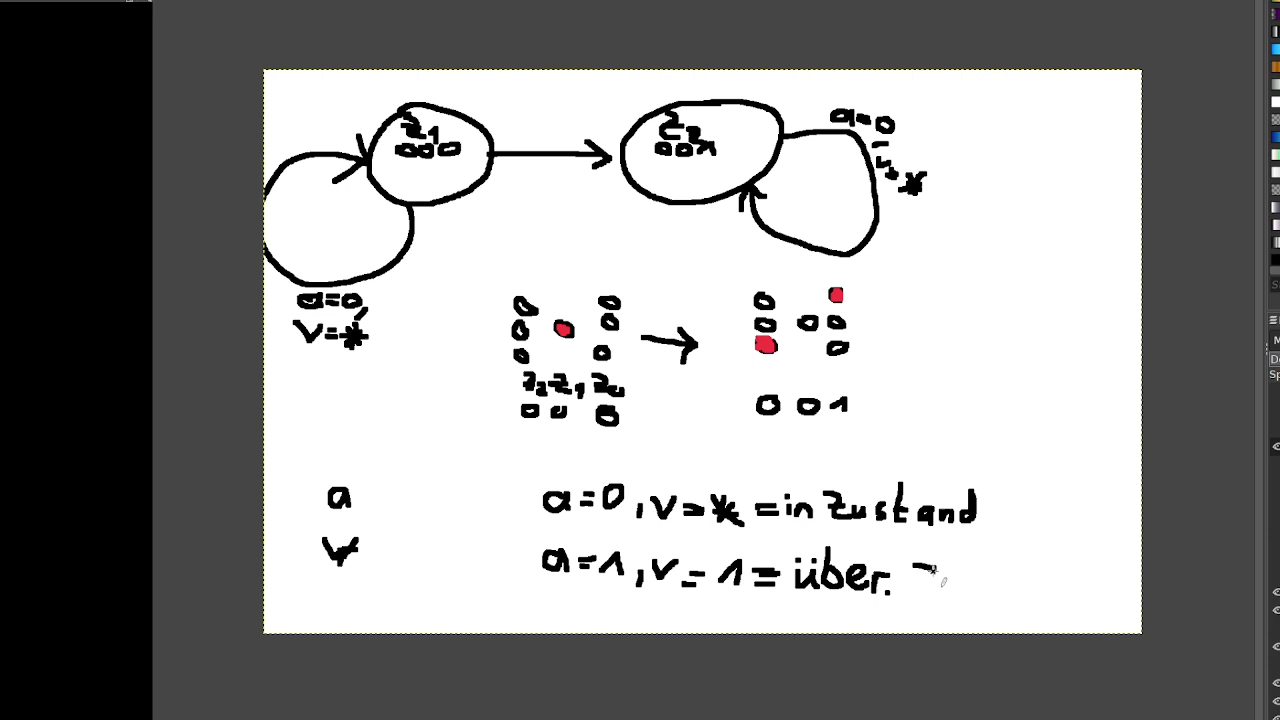 z1
000
z2
001
a=0
v=*
a=0,
v=*
z2 z1 z0
0 0 0
0 0 1
a
v
a=0, v=* = in Zustand
a=1, v=1 = über.